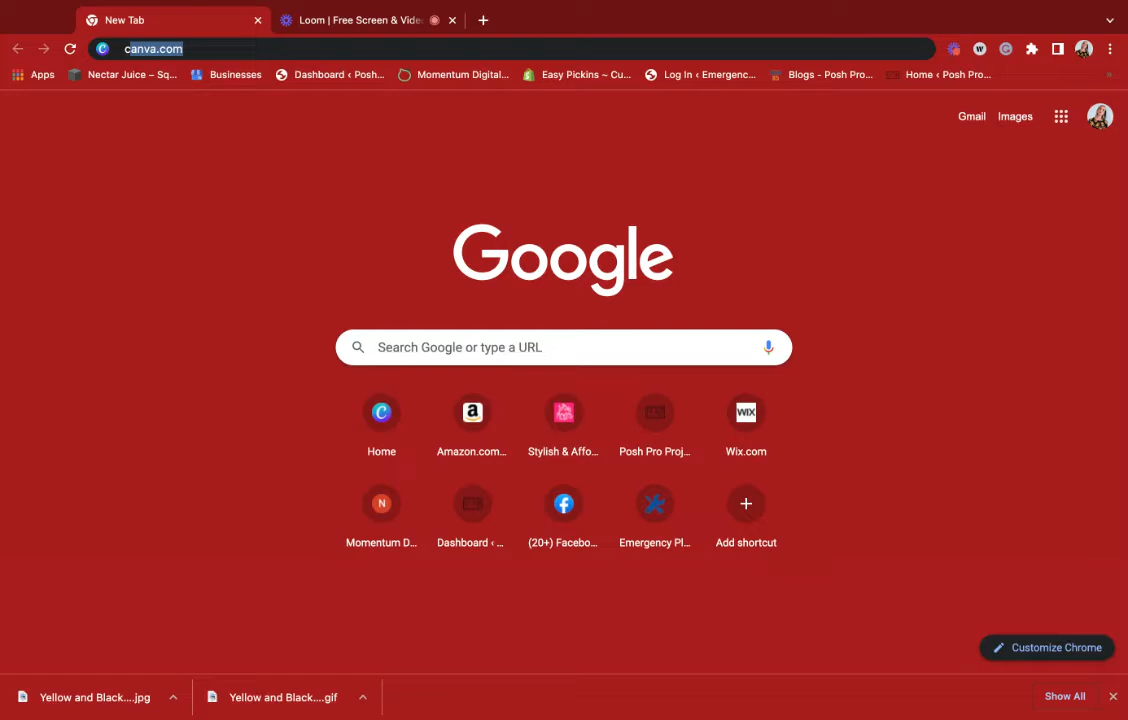 New Tab
Loom | Free Screen & Vide
canva.com
Apps
Nectar Juice – Sq...
Businesses
Dashboard ‹ Posh...
Momentum Digital...
Easy Pickins ~ Cu...
Log In ‹ Emergenc...
Blogs - Posh Pro...
Home ‹ Posh Pro...
»
Gmail
Images
Google
Search Google or type a URL
Home
Amazon.com...
Stylish & Affo...
Posh Pro Proj...
Wix.com
Momentum D...
Dashboard ‹ ...
(20+) Facebo...
Emergency Pl...
Add shortcut
Customize Chrome
Yellow and Black....jpg
Yellow and Black....gif
Show All